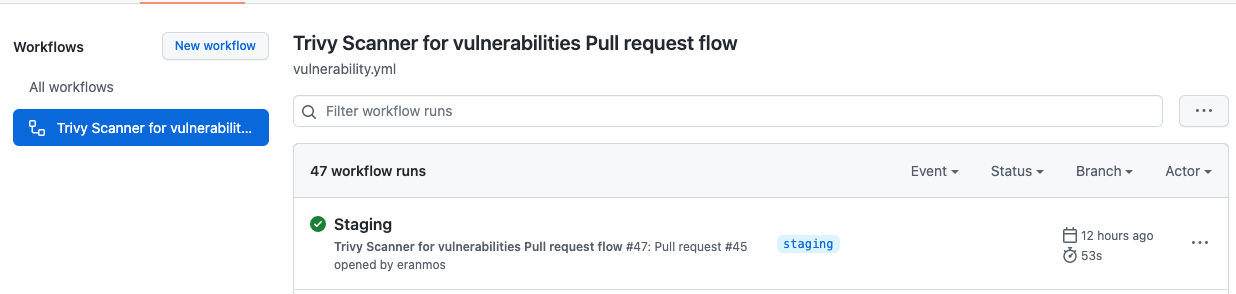 Workflows
New workflow
All workflows
Trivy Scanner for vulnerabilit...
Trivy Scanner for vulnerabilities Pull request flow
vulnerability.yml
Filter workflow runs
47 workflow runs
Event
Status
Branch
Actor
Staging
Trivy Scanner for vulnerabilities Pull request flow #47: Pull request #45
opened by eranmos
staging
12 hours ago
53s